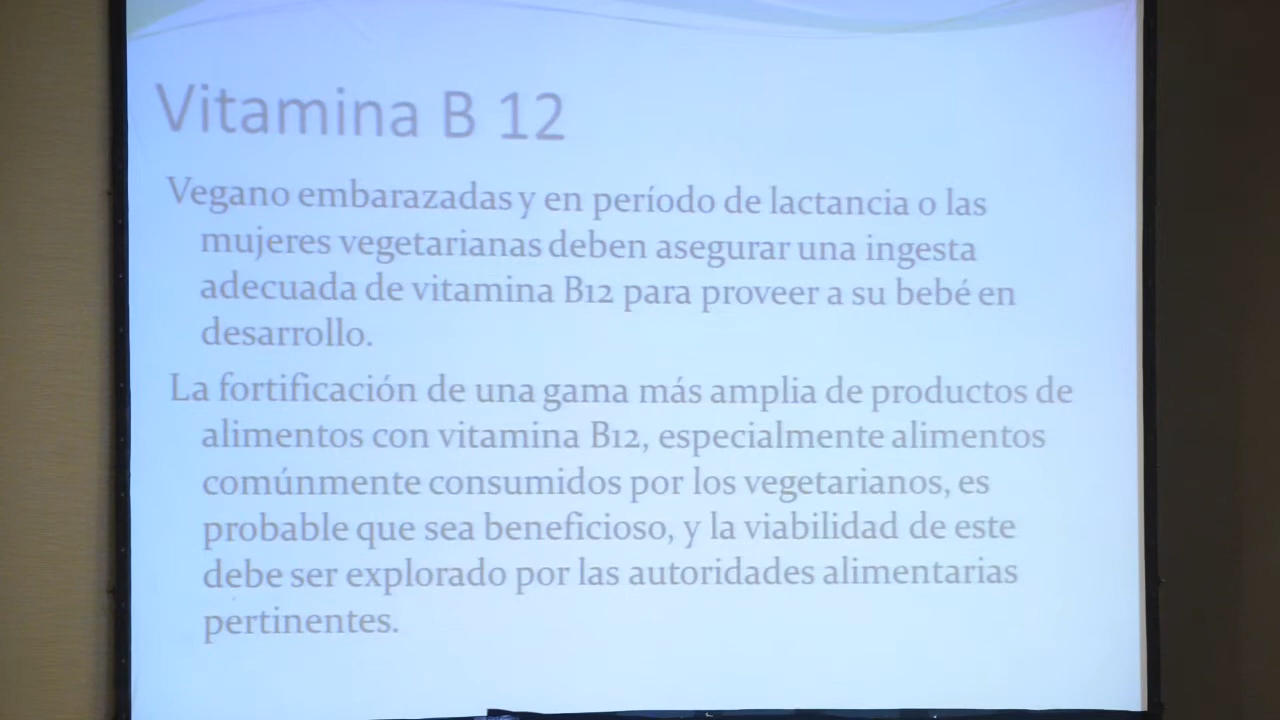 Vitamina B 12
Vegano embarazadas y en período de lactancia o las
mujeres vegetarianas deben asegurar una ingesta
adecuada de vitamina B12 para proveer a su bebé en
desarrollo.
La fortificación de una gama más amplia de productos de
alimentos con vitamina B12, especialmente alimentos
comúnmente consumidos por los vegetarianos, es
probable que sea beneficioso, y la viabilidad de este
debe ser explorado por las autoridades alimentarias
pertinentes.